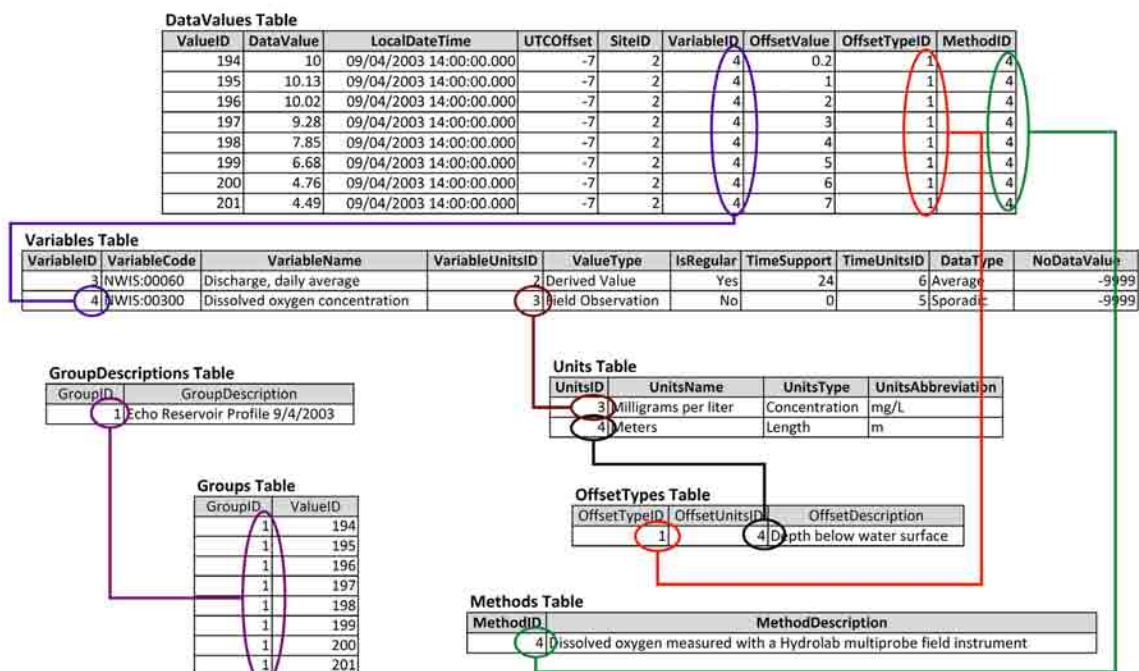 DataValues Table
ValueID DataValue LocalDateTime UTCOffset SiteID VariableID OffsetValue OffsetTypeID MethodID
194 10 09/04/2003 14:00:00.000 -7 2 4 0.2 1 4
195 10.13 09/04/2003 14:00:00.000 -7 2 4 1 1 4
196 10.02 09/04/2003 14:00:00.000 -7 2 4 2 1 4
197 9.28 09/04/2003 14:00:00.000 -7 2 4 3 1 4
198 7.85 09/04/2003 14:00:00.000 -7 2 4 4 1 4
199 6.68 09/04/2003 14:00:00.000 -7 2 4 5 1 4
200 4.76 09/04/2003 14:00:00.000 -7 2 4 6 1 4
201 4.49 09/04/2003 14:00:00.000 -7 2 4 7 1 4
Variables Table
VariableID VariableCode VariableName VariableUnitsID ValueType IsRegular TimeSupport TimeUnitsID DataType NoDataValue
3 NWIS:00060 Discharge, daily average 2 Derived Value Yes 24 6 Average -9999
4 NWIS:00300 Dissolved oxygen concentration 3 Field Observation No 0 5 Sporadic -9999
GroupDescriptions Table
GroupID GroupDescription
1 Echo Reservoir Profile 9/4/2003
Units Table
UnitsID UnitsName UnitsType UnitsAbbreviation
3 Milligrams per liter Concentration mg/L
4 Meters Length m
Groups Table
GroupID ValueID
1 194
1 195
1 196
1 197
1 198
1 199
1 200
1 201
OffsetTypes Table
OffsetTypeID OffsetUnitsID OffsetDescription
1 4 Depth below water surface
Methods Table
MethodID MethodDescription
4 Dissolved oxygen measured with a Hydrolab multiprobe field instrument